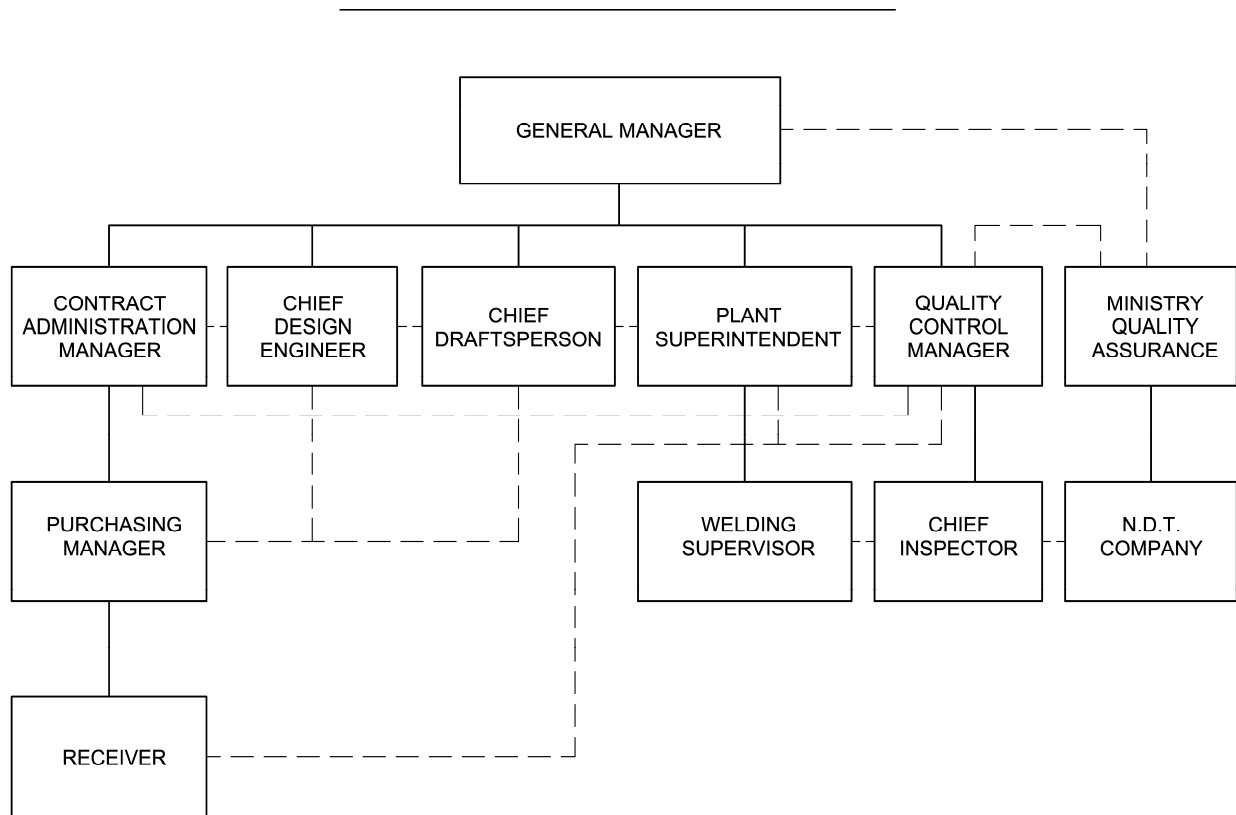 GENERAL MANAGER
CONTRACT
ADMINISTRATION
MANAGER
CHIEF
DESIGN
ENGINEER
CHIEF
DRAFTSPERSON
PLANT
SUPERINTENDENT
QUALITY
CONTROL
MANAGER
MINISTRY
QUALITY
ASSURANCE
PURCHASING
MANAGER
WELDING
SUPERVISOR
CHIEF
INSPECTOR
N.D.T.
COMPANY
RECEIVER